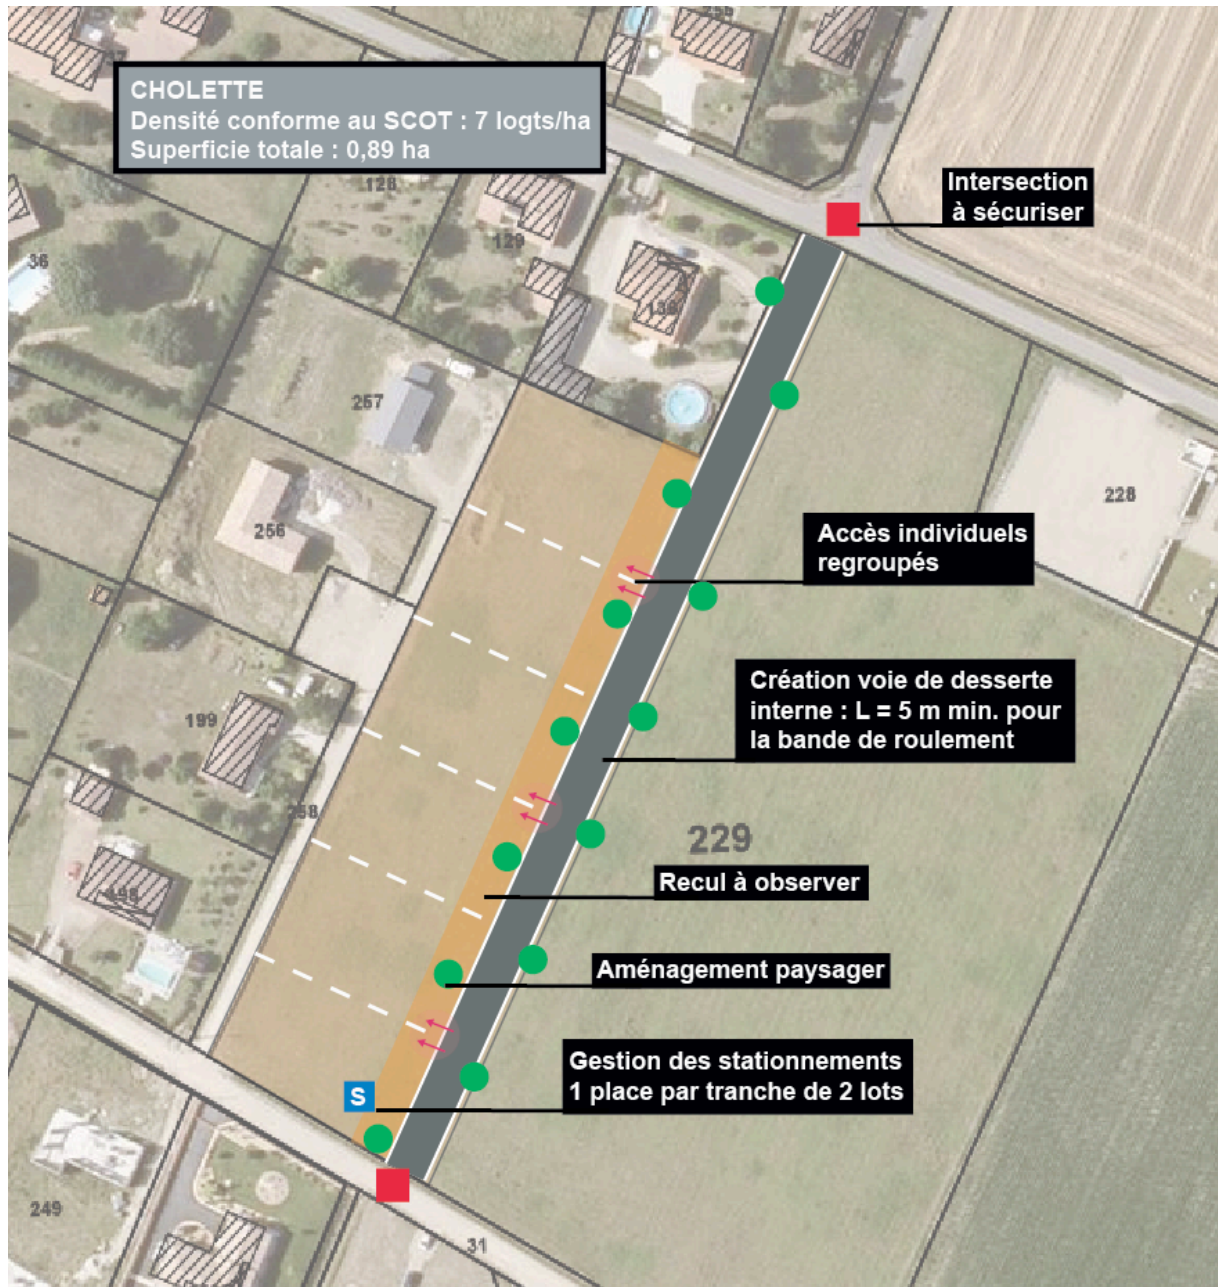 CHOLETTE
Densité conforme au SCOT : 7 logts/ha
Superficie totale : 0,89 ha
Intersection
à sécuriser
128
129
36
257
228
256
Accès individuels
regroupés
Création voie de desserte
interne : L = 5 m min. pour
la bande de roulement
199
258
229
Recul à observer
198
Aménagement paysager
Gestion des stationnements
1 place par tranche de 2 lots
S
249
31